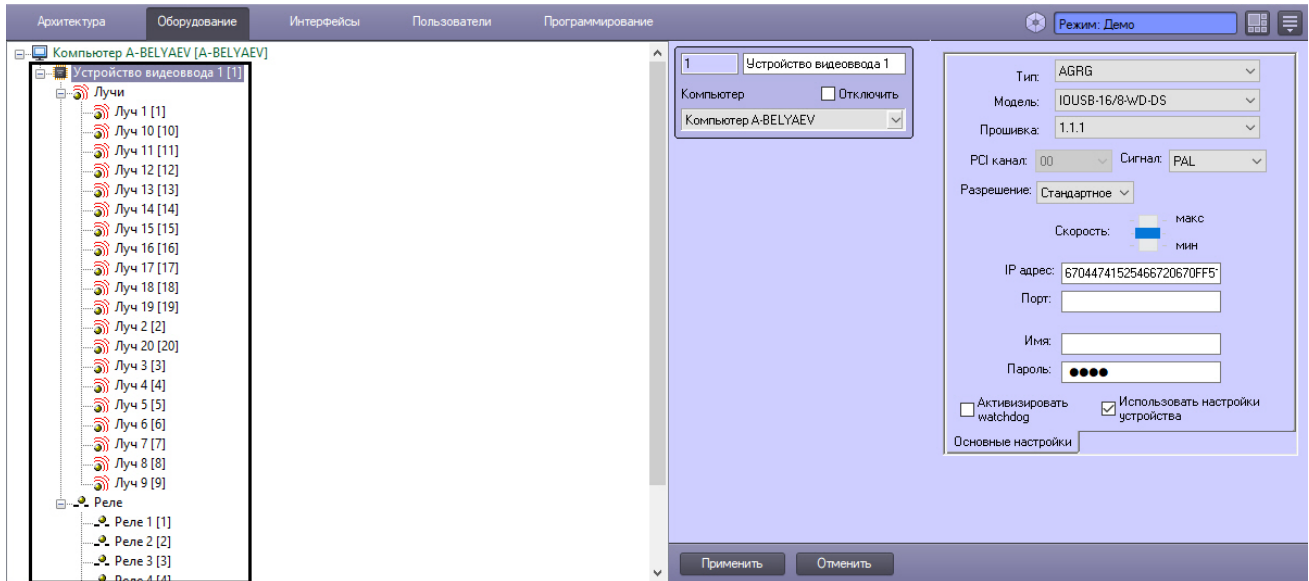 Архитектура Оборудование Интерфейсы Пользователи Программирование Режим: Демо
Компьютер A-BELYAEV [A-BELYAEV]
Устройство видеоввода 1 [1]
Лучи
Луч 1 [1]
Луч 10 [10]
Луч 11 [11]
Луч 12 [12]
Луч 13 [13]
Луч 14 [14]
Луч 15 [15]
Луч 16 [16]
Луч 17 [17]
Луч 18 [18]
Луч 19 [19]
Луч 2 [2]
Луч 20 [20]
Луч 3 [3]
Луч 4 [4]
Луч 5 [5]
Луч 6 [6]
Луч 7 [7]
Луч 8 [8]
Луч 9 [9]
Реле
Реле 1 [1]
Реле 2 [2]
Реле 3 [3]
Реле 4 [4]
1 Устройство видеоввода 1
Компьютер Отключить
Компьютер A-BELYAEV
Тип: AGRG
Модель: IOUSB-16/8-WD-DS
Прошивка: 1.1.1
PCI канал: 00 Сигнал: PAL
Разрешение: Стандартное
макс
Скорость:
мин
IP адрес: 67044741525466720670FF5
Порт:
Имя:
Пароль: ●●●●
Активизировать watchdog
Использовать настройки устройства
Основные настройки
Применить Отменить